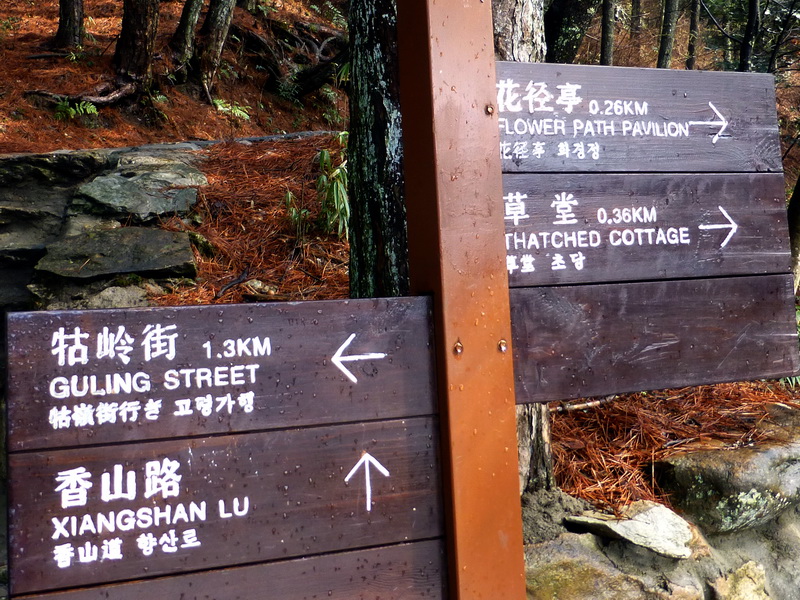 花径亭 0.26KM
FLOWER PATH PAVILION
花径亭 화경정
草堂 0.36KM
THATCHED COTTAGE
草堂 초당
牯岭街 1.3KM
GULING STREET
牯嶺街行き 고령가행
香山路
XIANGSHAN LU
香山道 향산로